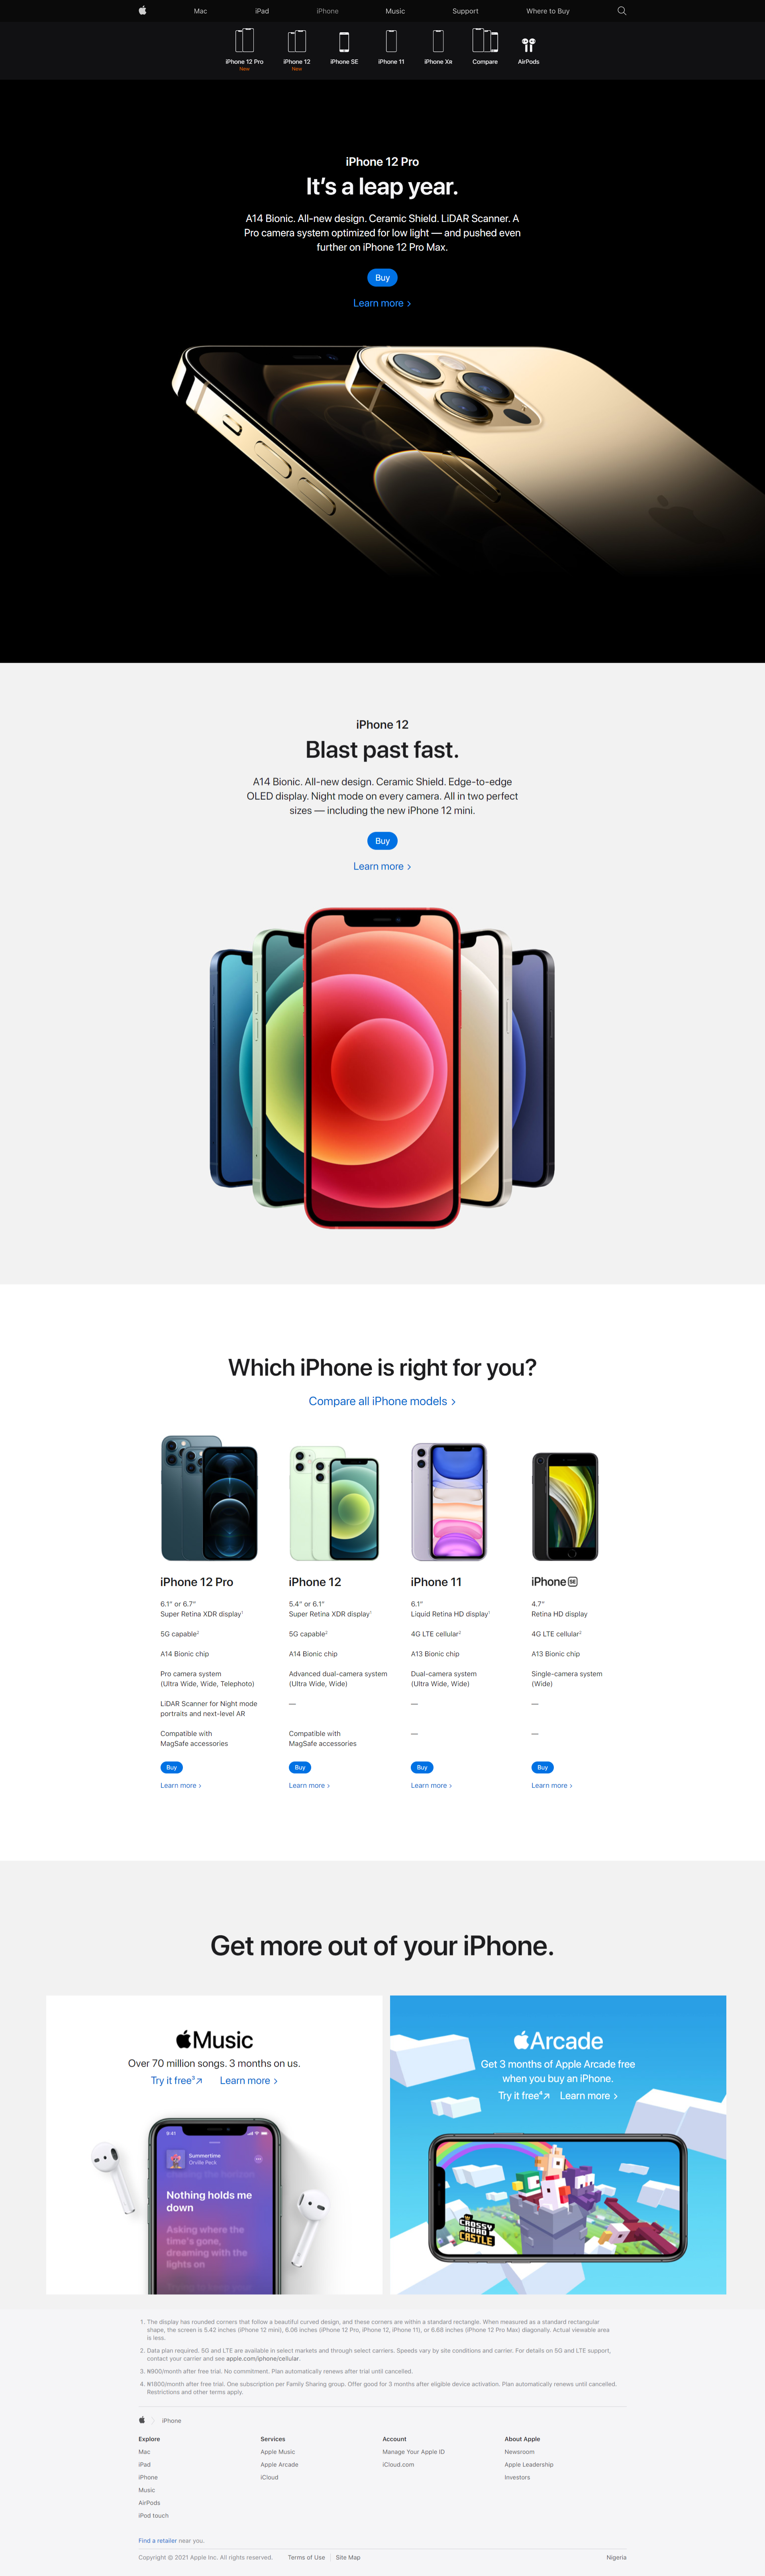 Mac
iPad
iPhone
Music
Support
Where to Buy
iPhone 12 Pro
New
iPhone 12
New
iPhone SE
iPhone 11
iPhone XR
Compare
AirPods
iPhone 12 Pro
It’s a leap year.
A14 Bionic. All-new design. Ceramic Shield. LiDAR Scanner. A
Pro camera system optimized for low light — and pushed even
further on iPhone 12 Pro Max.
Buy
Learn more >
iPhone 12
Blast past fast.
A14 Bionic. All-new design. Ceramic Shield. Edge-to-edge
OLED display. Night mode on every camera. All in two perfect
sizes — including the new iPhone 12 mini.
Buy
Learn more >
Which iPhone is right for you?
Compare all iPhone models >
iPhone 12 Pro
6.1” or 6.7”
Super Retina XDR display¹
5G capable²
A14 Bionic chip
Pro camera system
(Ultra Wide, Wide, Telephoto)
LiDAR Scanner for Night mode
portraits and next-level AR
Compatible with
MagSafe accessories
Buy
Learn more >
iPhone 12
5.4” or 6.1”
Super Retina XDR display¹
5G capable²
A14 Bionic chip
Advanced dual-camera system
(Ultra Wide, Wide)
—
Compatible with
MagSafe accessories
Buy
Learn more >
iPhone 11
6.1”
Liquid Retina HD display¹
4G LTE cellular²
A13 Bionic chip
Dual-camera system
(Ultra Wide, Wide)
—
—
Buy
Learn more >
iPhone SE
4.7”
Retina HD display
4G LTE cellular²
A13 Bionic chip
Single-camera system
(Wide)
—
—
Buy
Learn more >
Get more out of your iPhone.
Music
Over 70 million songs. 3 months on us.
Try it free³↗ Learn more >
9:41
Summertime
Orville Peck
Nothing holds me
down
Asking where the
time's gone,
dreaming with the
lights on
Arcade
Get 3 months of Apple Arcade free
when you buy an iPhone.
Try it free⁴↗ Learn more >
CROSSY
ROAD
CASTLE
1. The display has rounded corners that follow a beautiful curved design, and these corners are within a standard rectangle. When measured as a standard rectangular
shape, the screen is 5.42 inches (iPhone 12 mini), 6.06 inches (iPhone 12 Pro, iPhone 12, iPhone 11), or 6.68 inches (iPhone 12 Pro Max) diagonally. Actual viewable area
is less.
2. Data plan required. 5G and LTE are available in select markets and through select carriers. Speeds vary by site conditions and carrier. For details on 5G and LTE support,
contact your carrier and see apple.com/iphone/cellular.
3. ₦900/month after free trial. No commitment. Plan automatically renews after trial until cancelled.
4. ₦1800/month after free trial. One subscription per Family Sharing group. Offer good for 3 months after eligible device activation. Plan automatically renews until cancelled.
Restrictions and other terms apply.
iPhone
Explore
Mac
iPad
iPhone
Music
AirPods
iPod touch
Services
Apple Music
Apple Arcade
iCloud
Account
Manage Your Apple ID
iCloud.com
About Apple
Newsroom
Apple Leadership
Investors
Find a retailer near you.
Copyright © 2021 Apple Inc. All rights reserved. Terms of Use | Site Map
Nigeria